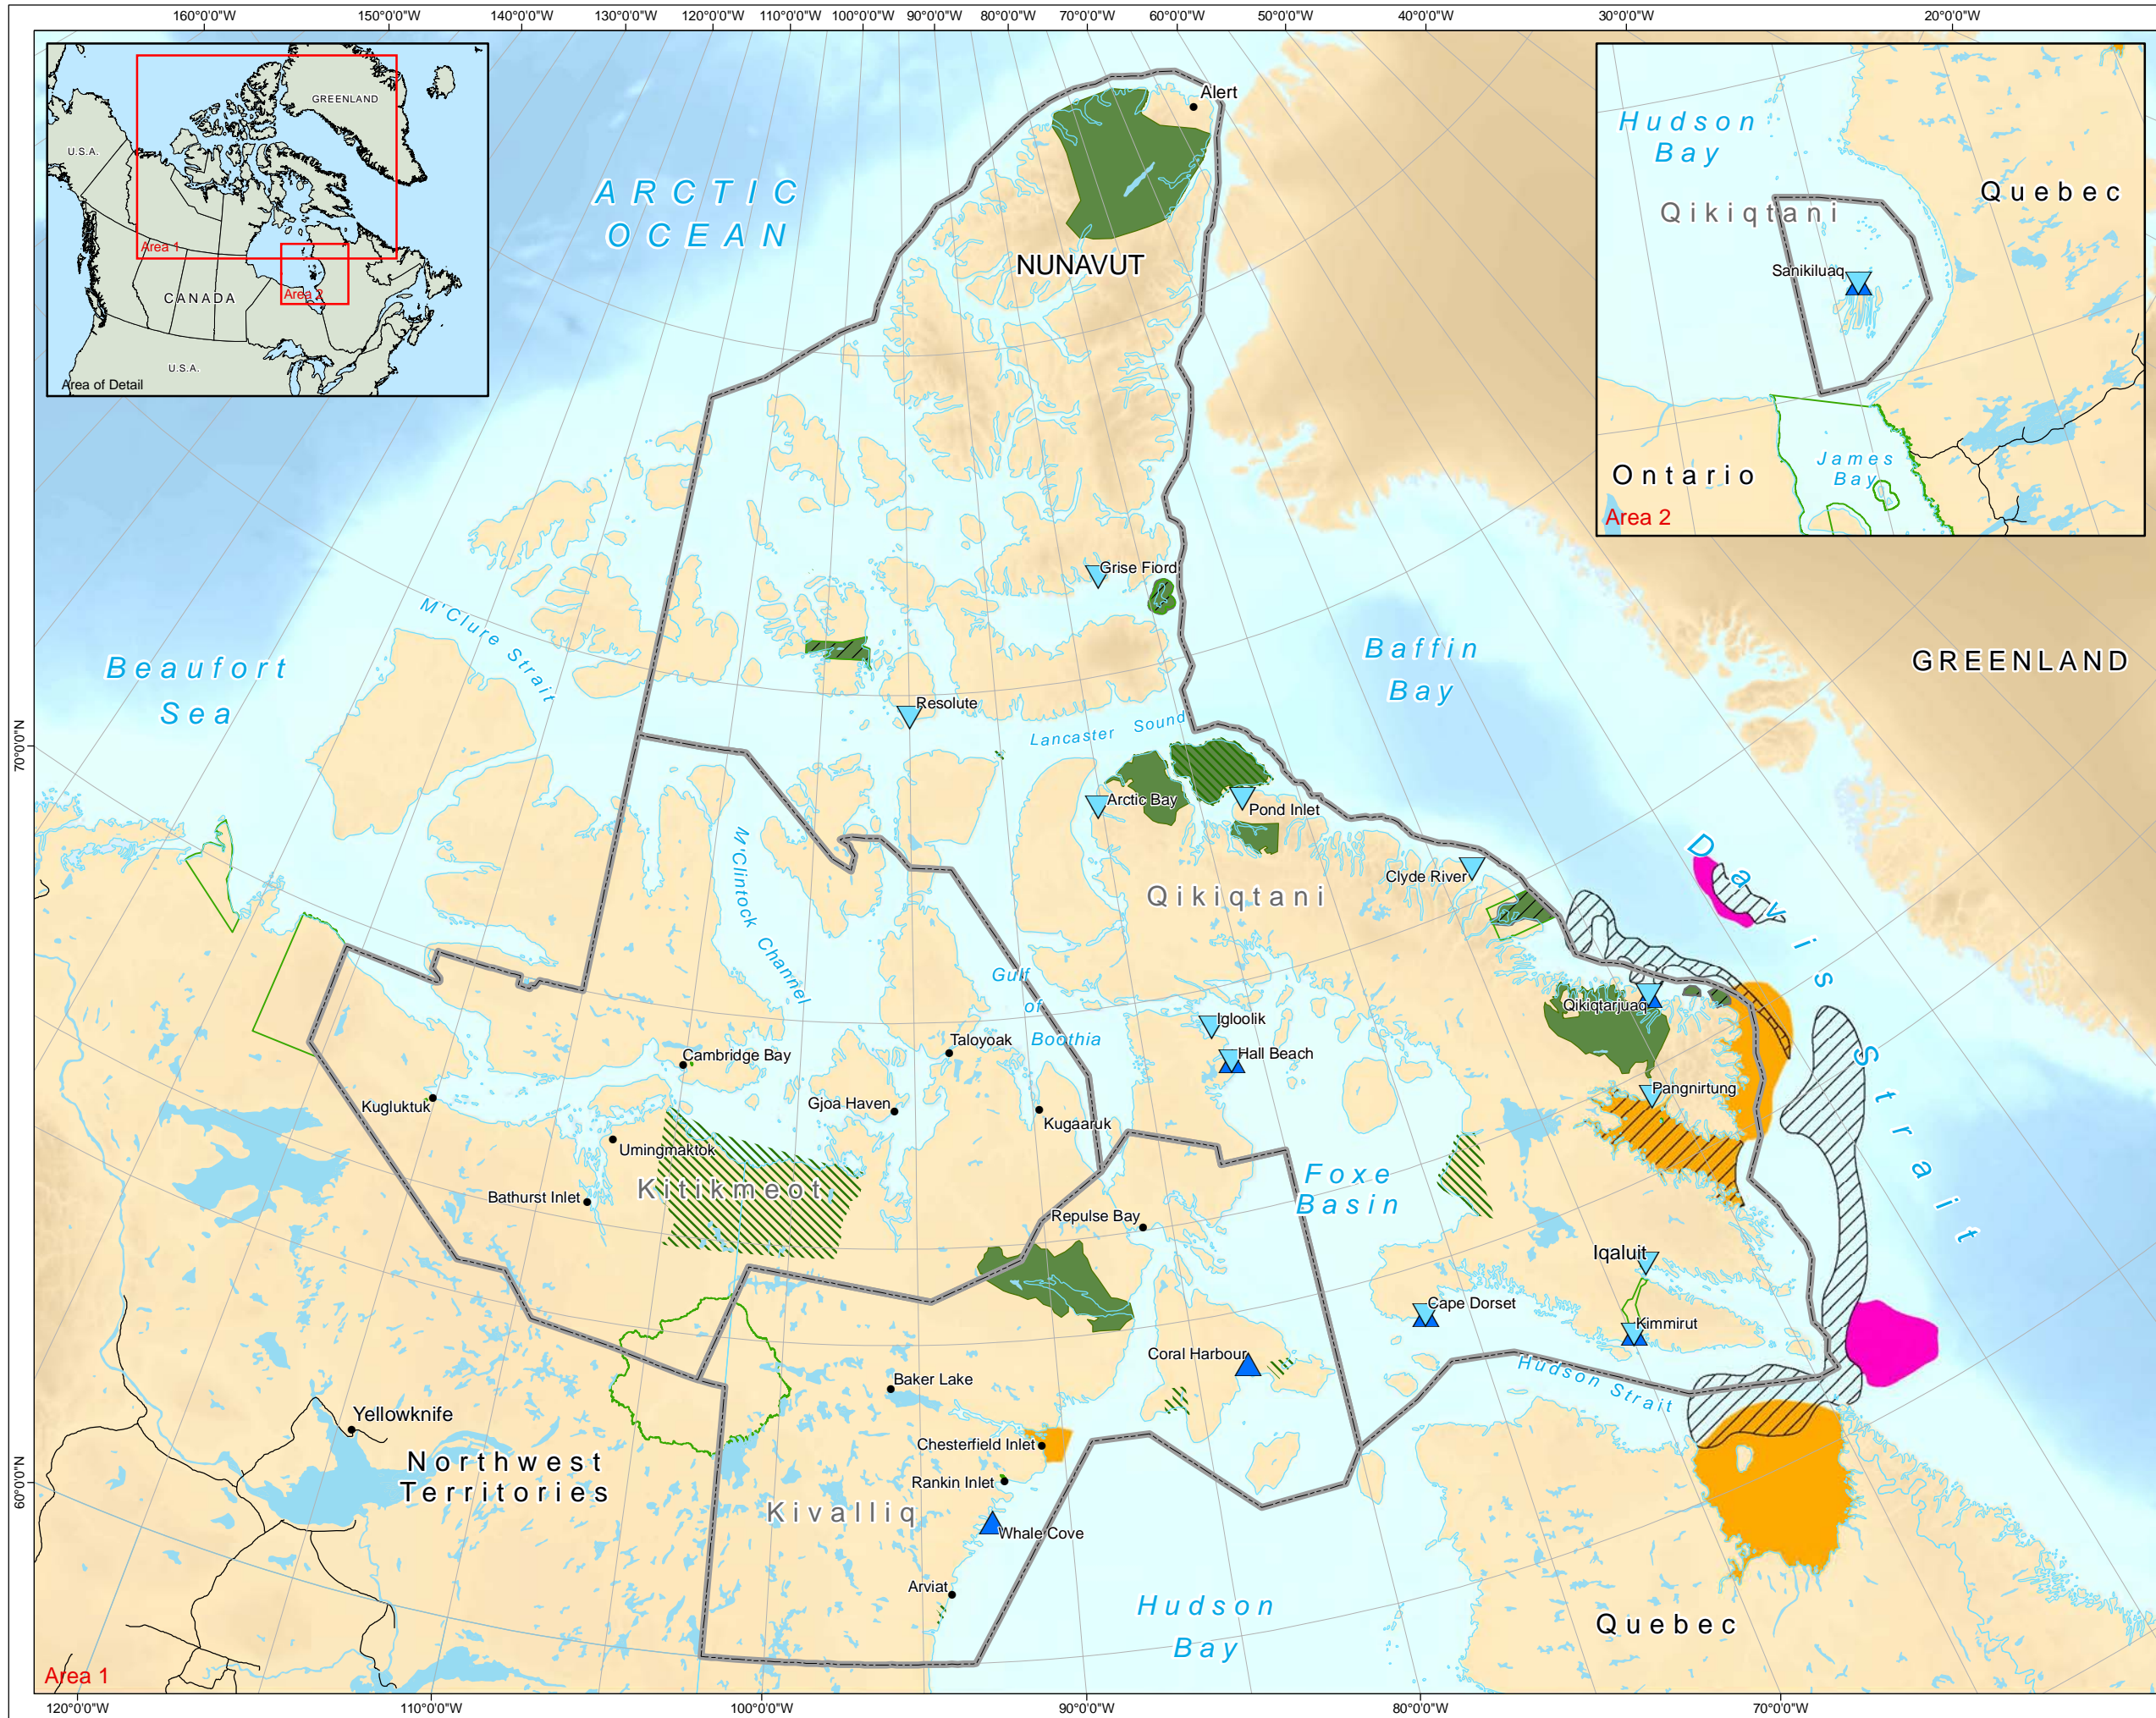 160°0'0"W
150°0'0"W
140°0'0"W
130°0'0"W
120°0'0"W
110°0'0"W
100°0'0"W
90°0'0"W
80°0'0"W
70°0'0"W
60°0'0"W
50°0'0"W
40°0'0"W
30°0'0"W
20°0'0"W
GREENLAND
U.S.A.
Area 1
CANADA
Area 2
U.S.A.
Area of Detail
Hudson
Bay
Quebec
Qikiqtani
Sanikiluaq
James
Bay
Ontario
Area 2
Alert
ARCTIC
OCEAN
NUNAVUT
Grise Fiord
M'Clure Strait
Beaufort
Sea
Baffin
Bay
GREENLAND
Resolute
Lancaster Sound
70°0'0"N
Arctic Bay
Pond Inlet
M'Clintock Channel
Clyde River
Davis Strait
Qikiqtani
Gulf
of
Boothia
Qikiqtarjuaq
Igloolik
Hall Beach
Taloyoak
Cambridge Bay
Pangnirtung
Kugluktuk
Gjoa Haven
Kugaaruk
Umingmaktok
Kitikmeot
Bathurst Inlet
Foxe
Basin
Repulse Bay
Iqaluit
Cape Dorset
Kimmirut
Coral Harbour
Hudson Strait
Baker Lake
Yellowknife
Northwest
Territories
Chesterfield Inlet
Rankin Inlet
60°0'0"N
Kivalliq
Whale Cove
Arviat
Hudson
Bay
Quebec
Area 1
120°0'0"W
110°0'0"W
100°0'0"W
90°0'0"W
80°0'0"W
70°0'0"W